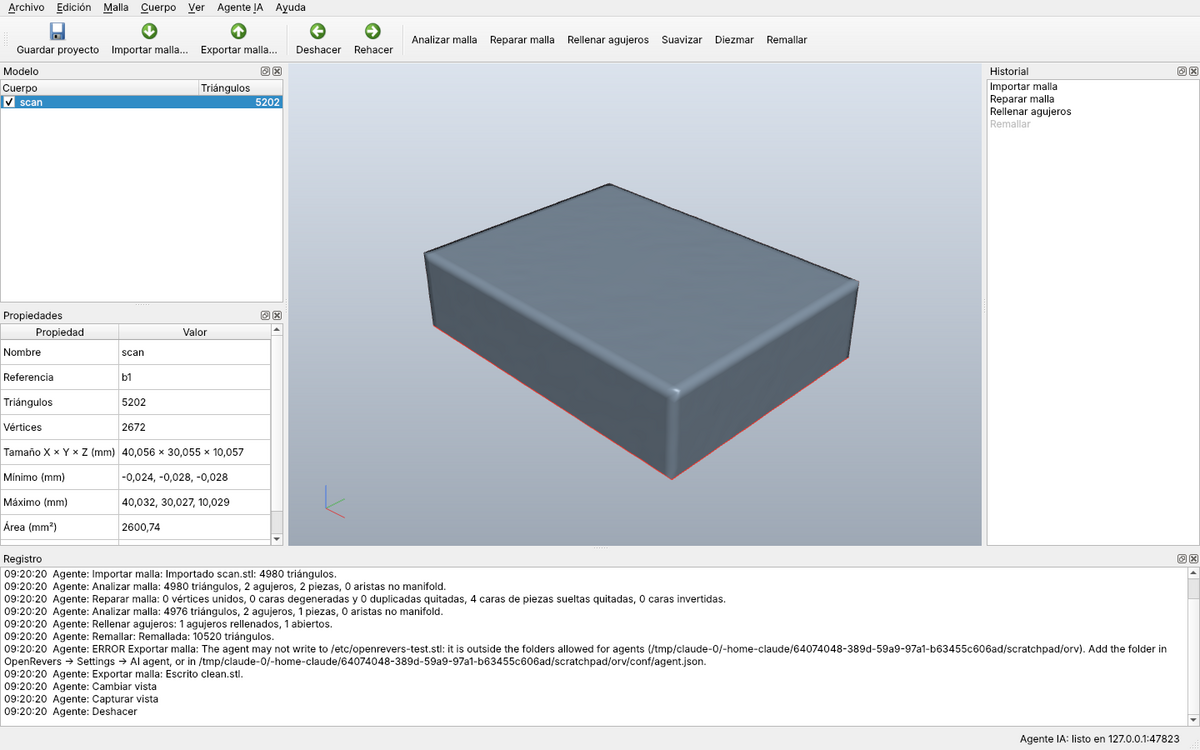 Archivo Edición Malla Cuerpo Ver Agente IA Ayuda
Guardar proyecto Importar malla... Exportar malla... Deshacer Rehacer Analizar malla Reparar malla Rellenar agujeros Suavizar Diezmar Remallar
Modelo
Cuerpo Triángulos
scan 5202
Propiedades
Propiedad Valor
Nombre scan
Referencia b1
Triángulos 5202
Vértices 2672
Tamaño X × Y × Z (mm) 40,056 × 30,055 × 10,057
Mínimo (mm) -0,024, -0,028, -0,028
Máximo (mm) 40,032, 30,027, 10,029
Área (mm²) 2600,74
Historial
Importar malla
Reparar malla
Rellenar agujeros
Remallar
Registro
09:20:20 Agente: Importar malla: Importado scan.stl: 4980 triángulos.
09:20:20 Agente: Analizar malla: 4980 triángulos, 2 agujeros, 2 piezas, 0 aristas no manifold.
09:20:20 Agente: Reparar malla: 0 vértices unidos, 0 caras degeneradas y 0 duplicadas quitadas, 4 caras de piezas sueltas quitadas, 0 caras invertidas.
09:20:20 Agente: Analizar malla: 4976 triángulos, 2 agujeros, 1 piezas, 0 aristas no manifold.
09:20:20 Agente: Rellenar agujeros: 1 agujeros rellenados, 1 abiertos.
09:20:20 Agente: Remallar: Remallada: 10520 triángulos.
09:20:20 Agente: ERROR Exportar malla: The agent may not write to /etc/openrevers-test.stl: it is outside the folders allowed for agents (/tmp/claude-0/-home-claude/64074048-389d-59a9-97a1-b63455c606ad/scratchpad/orv). Add the folder in
OpenRevers → Settings → AI agent, or in /tmp/claude-0/-home-claude/64074048-389d-59a9-97a1-b63455c606ad/scratchpad/orv/conf/agent.json.
09:20:20 Agente: Exportar malla: Escrito clean.stl.
09:20:20 Agente: Cambiar vista
09:20:20 Agente: Capturar vista
09:20:20 Agente: Deshacer
Agente IA: listo en 127.0.0.1:47823